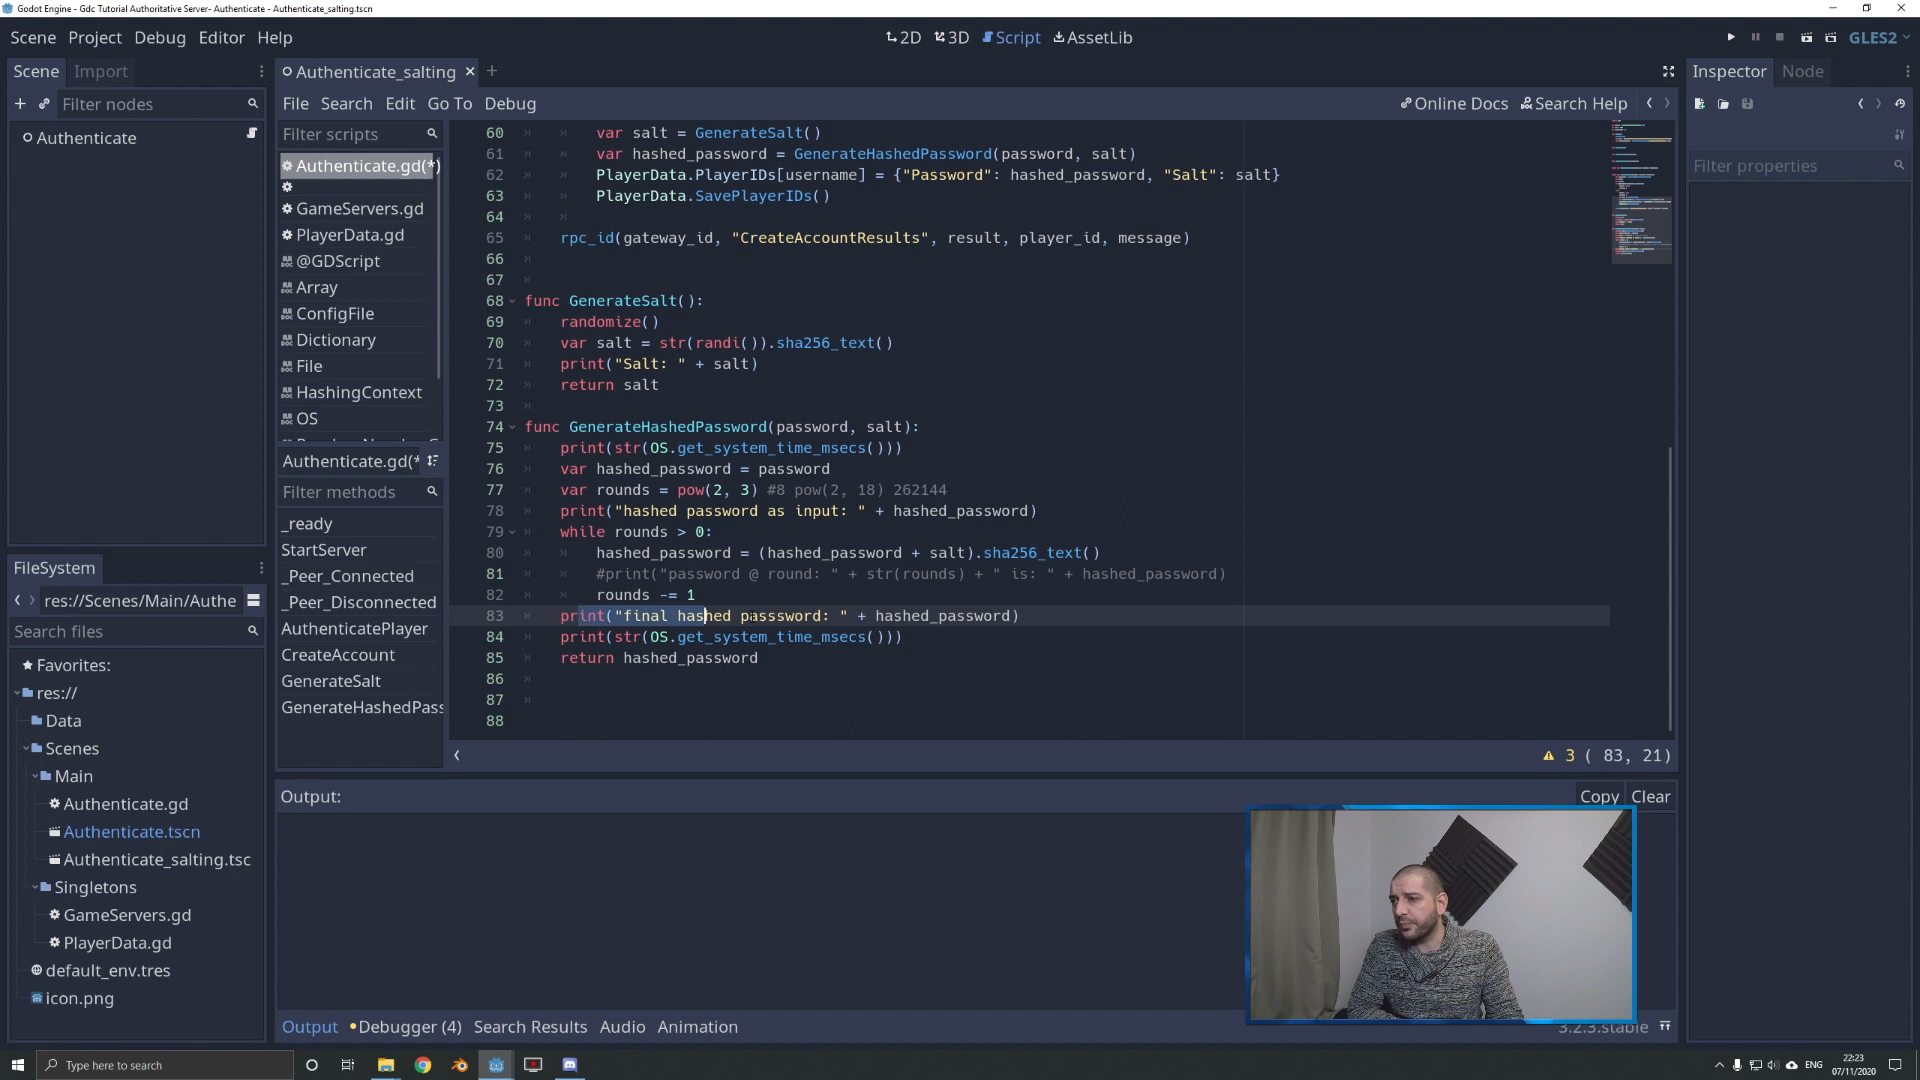 Godot Engine - Gdc Tutorial Authoritative Server- Authenticate - Authenticate_salting.tscn
Scene Project Debug Editor Help
2D 3D Script AssetLib
GLES2
Scene Import
Filter nodes
Authenticate
Authenticate_salting
File Search Edit Go To Debug
Online Docs Search Help
Filter scripts
Authenticate.gd(*)
GameServers.gd
PlayerData.gd
@GDScript
Array
ConfigFile
Dictionary
File
HashingContext
OS
Authenticate.gd(*
Filter methods
_ready
StartServer
_Peer_Connected
_Peer_Disconnected
AuthenticatePlayer
CreateAccount
GenerateSalt
GenerateHashedPass
60 var salt = GenerateSalt()
61 var hashed_password = GenerateHashedPassword(password, salt)
62 PlayerData.PlayerIDs[username] = {"Password": hashed_password, "Salt": salt}
63 PlayerData.SavePlayerIDs()
64
65 rpc_id(gateway_id, "CreateAccountResults", result, player_id, message)
66
67
68 func GenerateSalt():
69 randomize()
70 var salt = str(randi()).sha256_text()
71 print("Salt: " + salt)
72 return salt
73
74 func GenerateHashedPassword(password, salt):
75 print(str(OS.get_system_time_msecs()))
76 var hashed_password = password
77 var rounds = pow(2, 3) #8 pow(2, 18) 262144
78 print("hashed password as input: " + hashed_password)
79 while rounds > 0:
80 hashed_password = (hashed_password + salt).sha256_text()
81 #print("password @ round: " + str(rounds) + " is: " + hashed_password)
82 rounds -= 1
83 print("final hashed passsword: " + hashed_password)
84 print(str(OS.get_system_time_msecs()))
85 return hashed_password
86
87
88
3 ( 83, 21)
Inspector Node
Filter properties
FileSystem
res://Scenes/Main/Authe
Search files
Favorites:
res://
Data
Scenes
Main
Authenticate.gd
Authenticate.tscn
Authenticate_salting.tsc
Singletons
GameServers.gd
PlayerData.gd
default_env.tres
icon.png
Output:
Copy Clear
Output Debugger (4) Search Results Audio Animation
3.2.3.stable
Type here to search
ENG
22:23
07/11/2020